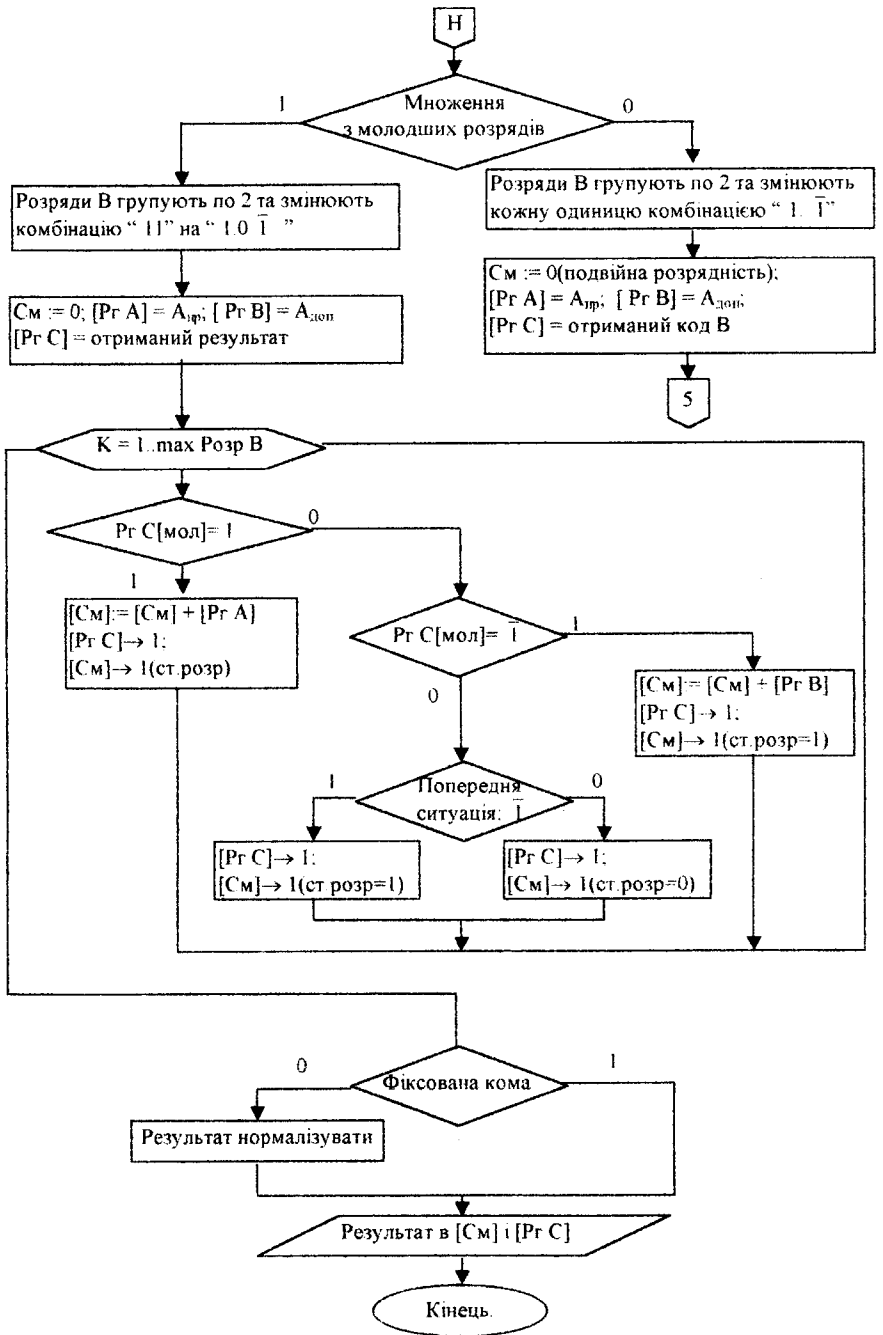 Н
1
Множення
з молодших розрядів
0
Розряди В групують по 2 та змінюють
комбінацію “ 11” на “ 1.0 1̅ ”
Розряди В групують по 2 та змінюють
кожну одиницю комбінацією “ 1. 1̅”
См := 0; [Рг А] = Aпр; [ Рг В] = Aдоп
[Рг С] = отриманий результат
См := 0(подвійна розрядність);
[Рг А] = Aпр; [ Рг В] = Aдоп;
[Рг С] = отриманий код В
5
К = 1..max Розр В
Рг С[мол]= 1
0
1
[См]:= [См] + [Рг А]
[Рг С]→ 1;
[См]→ 1(ст.розр)
Рг С[мол]= 1̅
1
0
[См]:= [См] + [Рг В]
[Рг С]→ 1;
[См]→ 1(ст.розр=1)
1
Попередня
ситуація: 1̅
0
[Рг С]→ 1;
[См]→ 1(ст.розр=1)
[Рг С]→ 1;
[См]→ 1(ст.розр=0)
0
Фіксована кома
1
Результат нормалізувати
Результат в [См] і [Рг С]
Кінець.